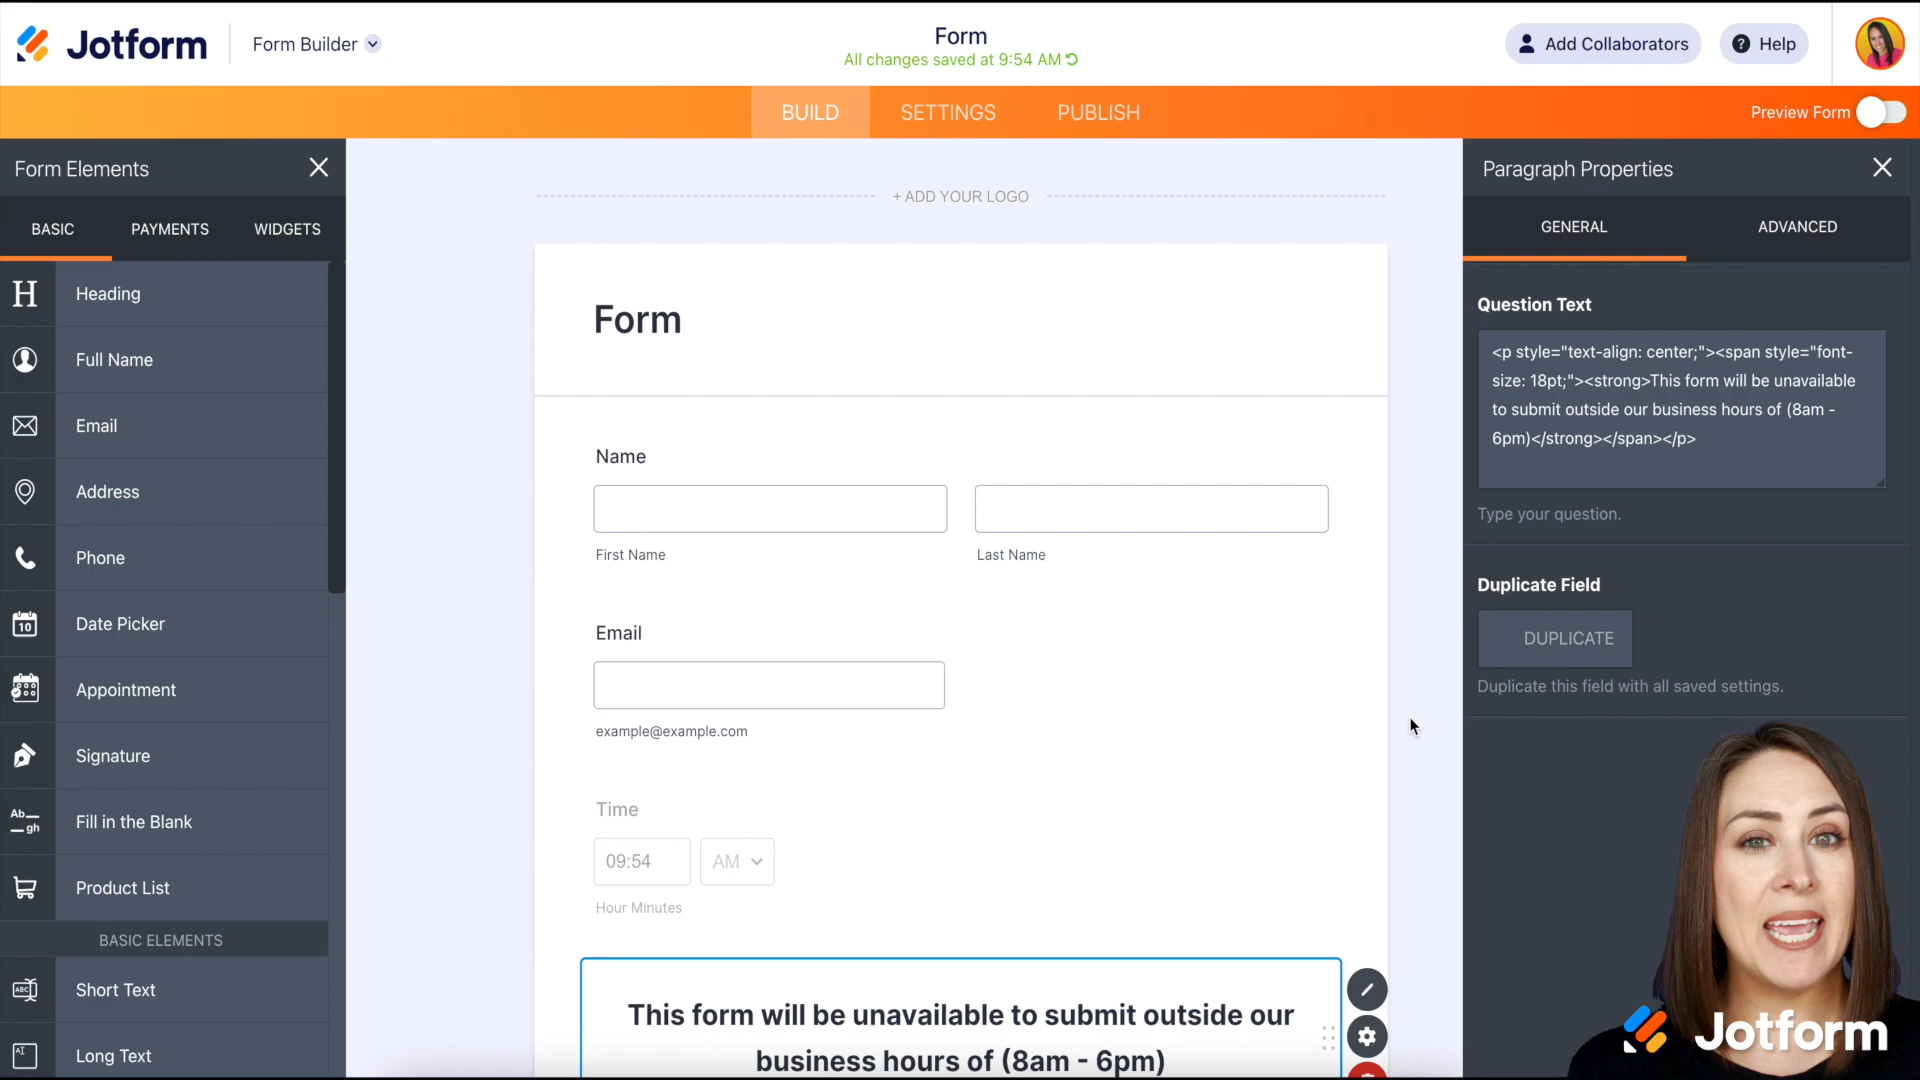 Jotform
Form Builder
Form
All changes saved at 9:54 AM
Add Collaborators
? Help
BUILD
SETTINGS
PUBLISH
Preview Form
Form Elements
BASIC
PAYMENTS
WIDGETS
H Heading
Full Name
Email
Address
Phone
10 Date Picker
Appointment
Signature
Ab gh Fill in the Blank
Product List
BASIC ELEMENTS
ABC Short Text
AI Long Text
+ ADD YOUR LOGO
Form
Name
First Name
Last Name
Email
example@example.com
Time
09:54
AM
Hour Minutes
This form will be unavailable to submit outside our
business hours of (8am - 6pm)
Paragraph Properties
GENERAL
ADVANCED
Question Text
<p style="text-align: center;"><span style="font-
size: 18pt;"><strong>This form will be unavailable
to submit outside our business hours of (8am -
6pm)</strong></span></p>
Type your question.
Duplicate Field
DUPLICATE
Duplicate this field with all saved settings.
Jotform